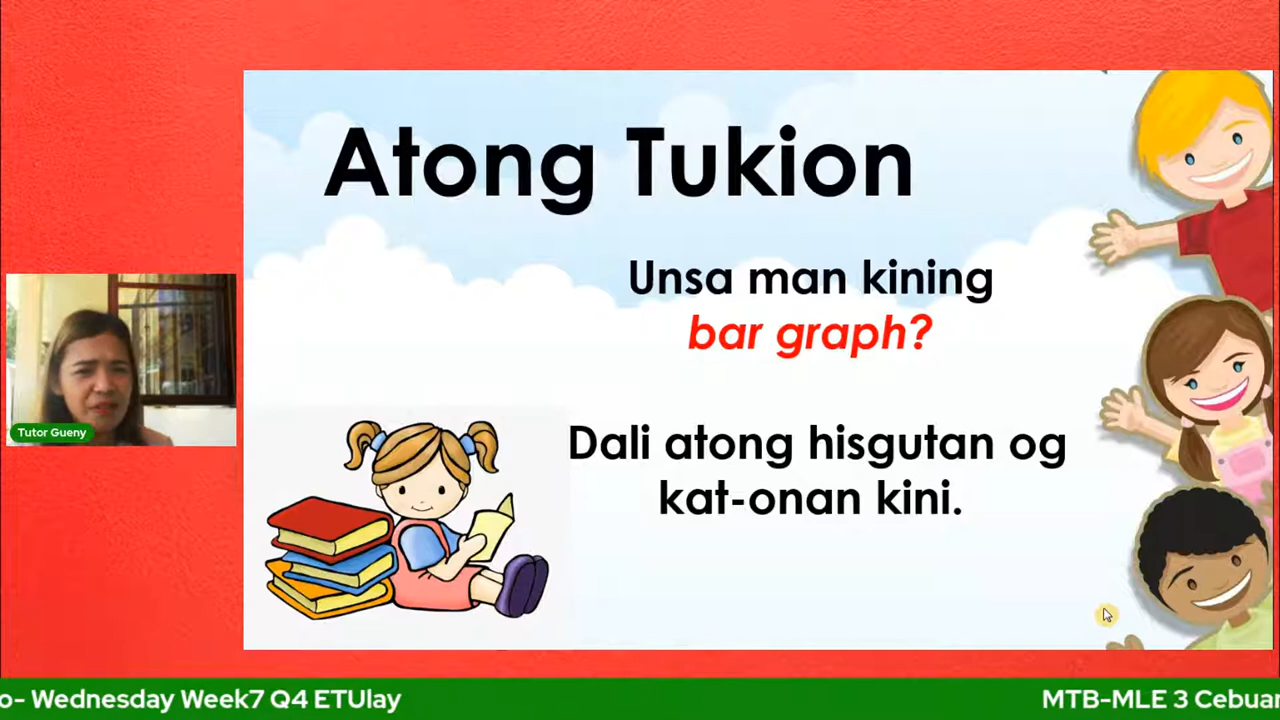 Atong Tukion
Unsa man kining
bar graph?
Dali atong hisgutan og
kat-onan kini.
Tutor Gueny
o- Wednesday Week7 Q4 ETUlay
MTB-MLE 3 Cebuan